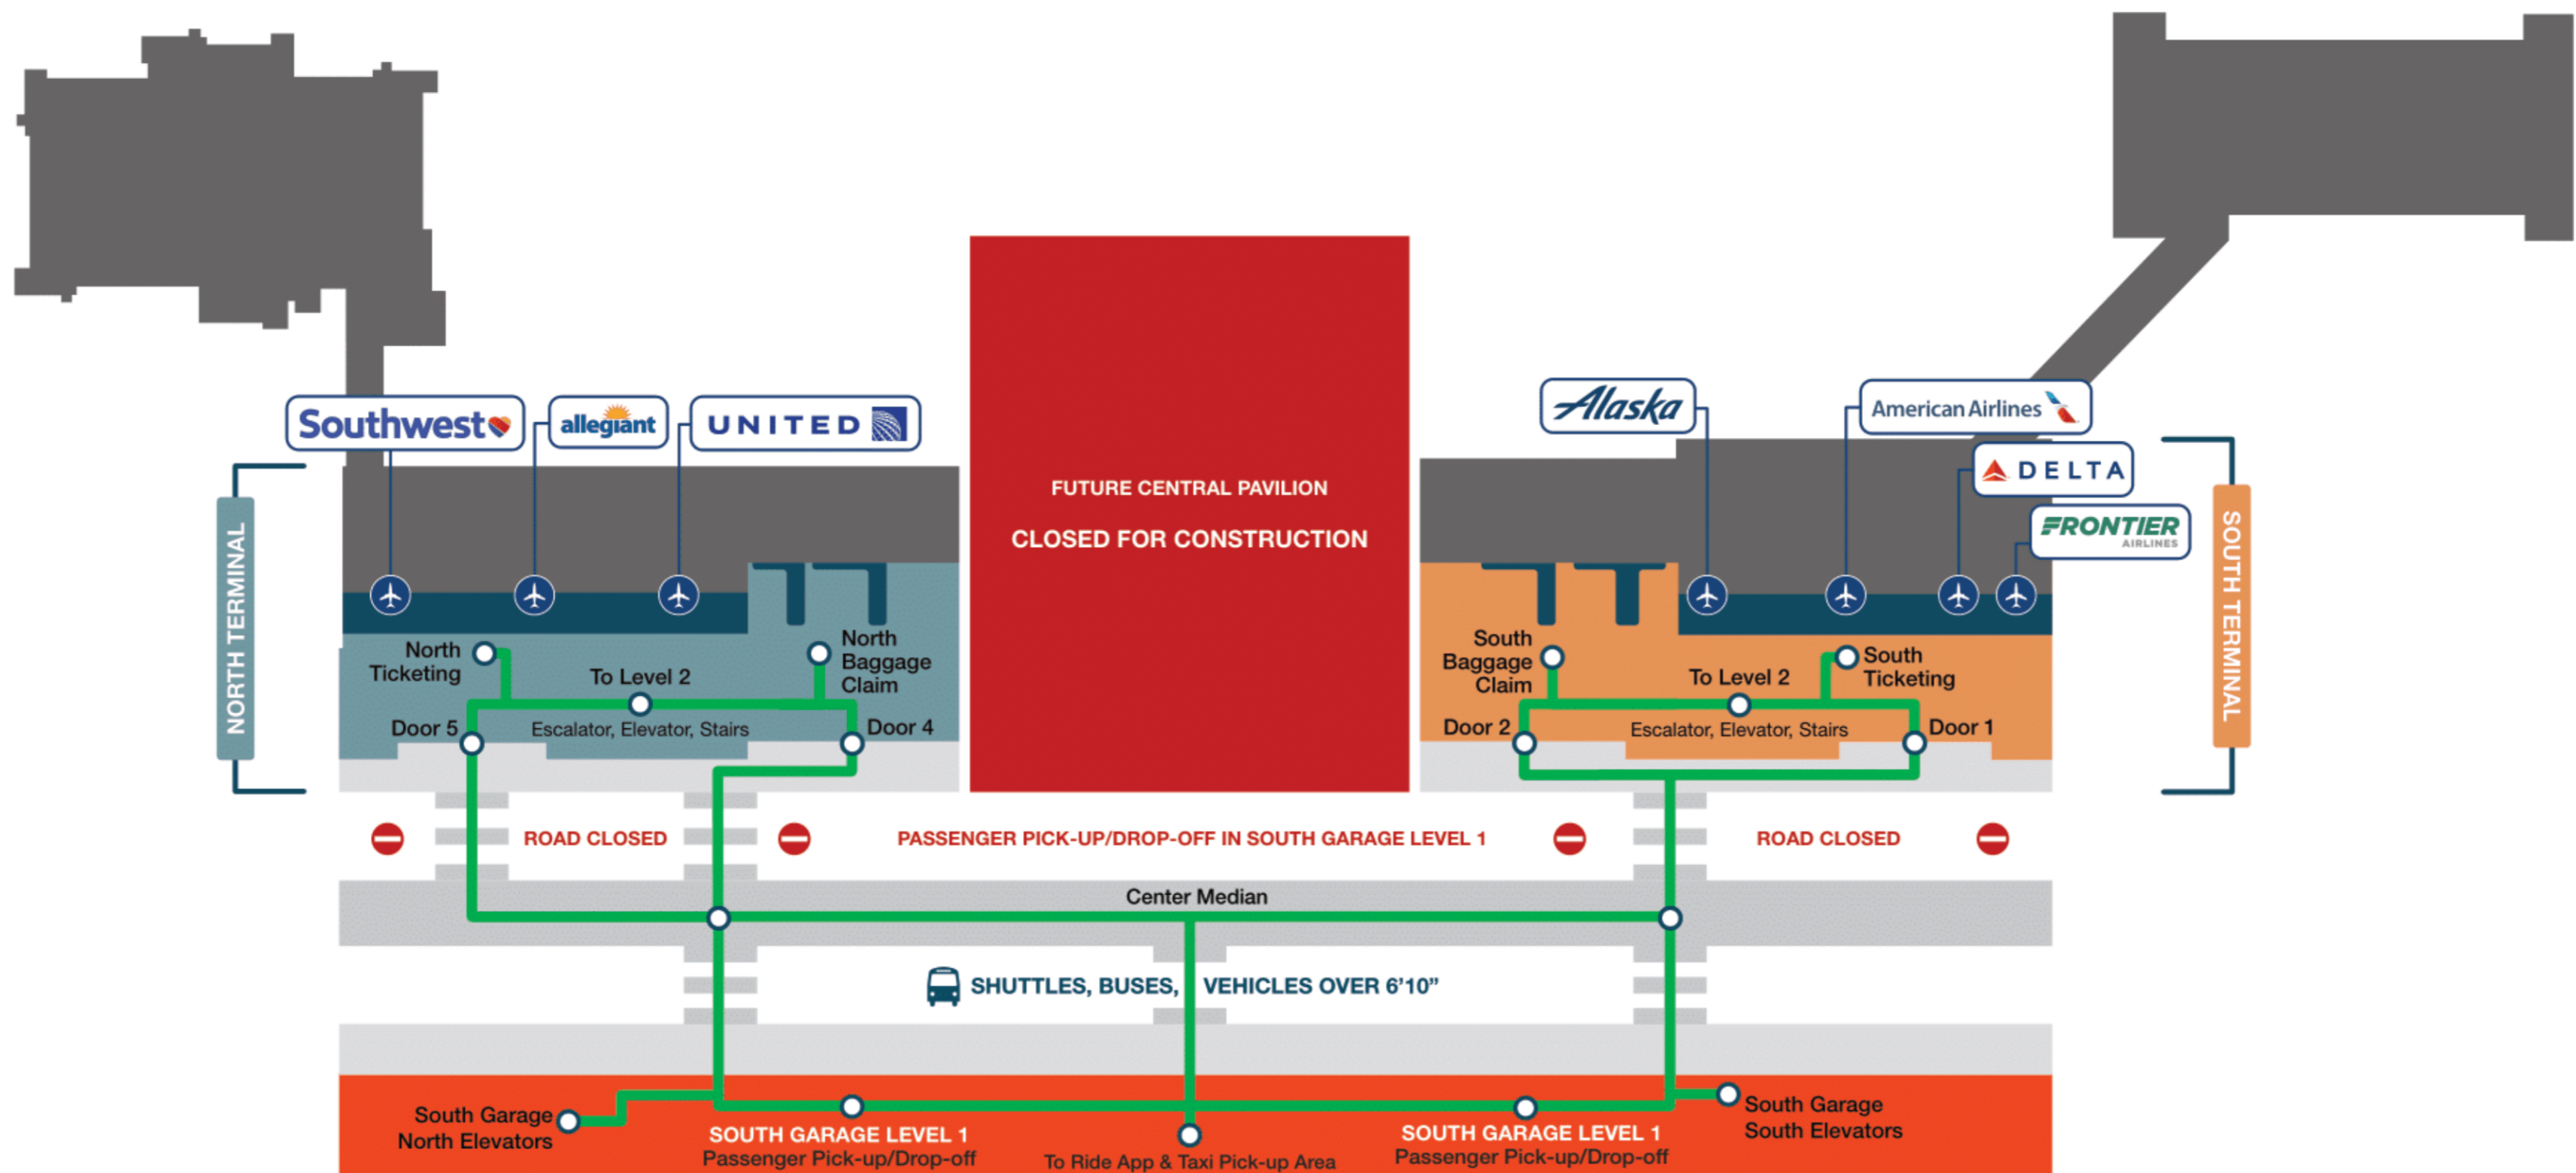 Southwest
allegiant
UNITED
Alaska
American Airlines
DELTA
FRONTIER
AIRLINES
NORTH TERMINAL
FUTURE CENTRAL PAVILION
CLOSED FOR CONSTRUCTION
SOUTH TERMINAL
North
Ticketing
To Level 2
Escalator, Elevator, Stairs
North
Baggage
Claim
Door 5
Door 4
South
Baggage
Claim
To Level 2
Escalator, Elevator, Stairs
South
Ticketing
Door 2
Door 1
ROAD CLOSED
PASSENGER PICK-UP/DROP-OFF IN SOUTH GARAGE LEVEL 1
ROAD CLOSED
Center Median
SHUTTLES, BUSES, VEHICLES OVER 6'10”
South Garage
North Elevators
SOUTH GARAGE LEVEL 1
Passenger Pick-up/Drop-off
To Ride App & Taxi Pick-up Area
SOUTH GARAGE LEVEL 1
Passenger Pick-up/Drop-off
South Garage
South Elevators